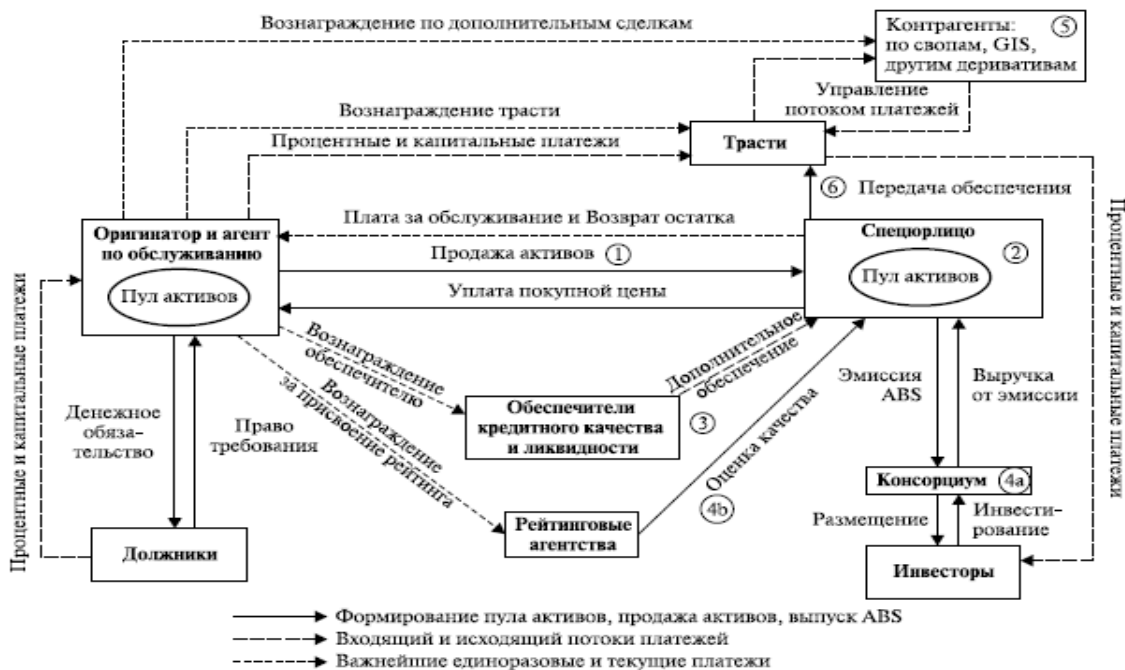 Вознаграждение по дополнительным сделкам
Контрагенты:
по свопам, GIS,
другим деривативам
5
Управление
потоком платежей
Вознаграждение трасти
Процентные и капитальные платежи
Трасти
6 Передача обеспечения
Плата за обслуживание и Возврат остатка
Оригинатор и агент
по обслуживанию
Пул активов
Продажа активов 1
Уплата покупной цены
Спецюрлицо
Пул активов
2
Процентные и капитальные платежи
Процентные и капитальные платежи
Вознаграждение
обеспечителю
Вознаграждение
за присвоение рейтинга
Дополнительное
обеспечение
Денежное
обяза-
тельство
Право
требования
Обеспечители
кредитного качества
и ликвидности
3
Оценка качества
4b
Эмиссия
ABS
Выручка
от эмиссии
Консорциум 4a
Рейтинговые
агентства
Размещение
Инвести-
рование
Должники
Инвесторы
Формирование пула активов, продажа активов, выпуск ABS
Входящий и исходящий потоки платежей
Важнейшие единоразовые и текущие платежи